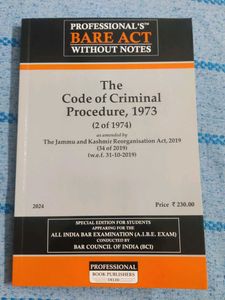 PROFESSIONAL'S™
BARE ACT
WITHOUT NOTES
The
Code of Criminal
Procedure, 1973
(2 of 1974)
as amended by
The Jammu and Kashmir Reorganisation Act, 2019
(34 of 2019)
(w.e.f. 31-10-2019)
2024
Price ₹ 230.00
SPECIAL EDITION FOR STUDENTS
APPEARING FOR THE
ALL INDIA BAR EXAMINATION (A.I.B.E. EXAM)
CONDUCTED BY
BAR COUNCIL OF INDIA (BCI)
PROFESSIONAL
BOOK PUBLISHERS
DELHI